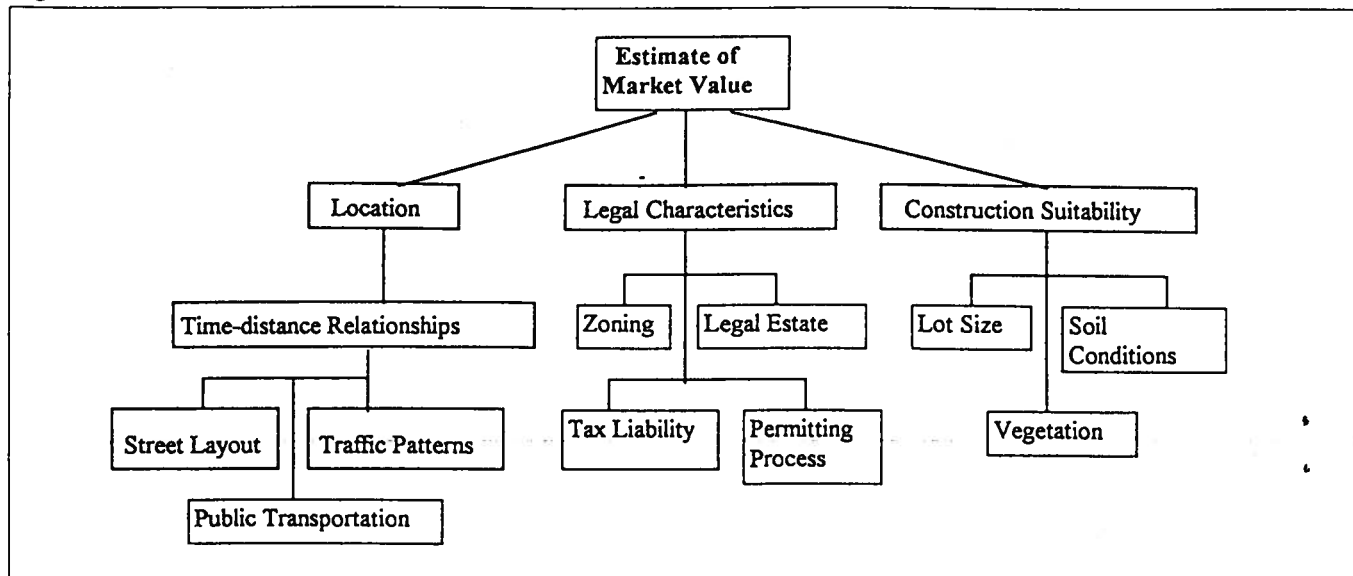 Estimate of
Market Value
Location
Legal Characteristics
Construction Suitability
Time-distance Relationships
Zoning
Legal Estate
Lot Size
Soil
Conditions
Street Layout
Traffic Patterns
Tax Liability
Permitting
Process
Vegetation
Public Transportation